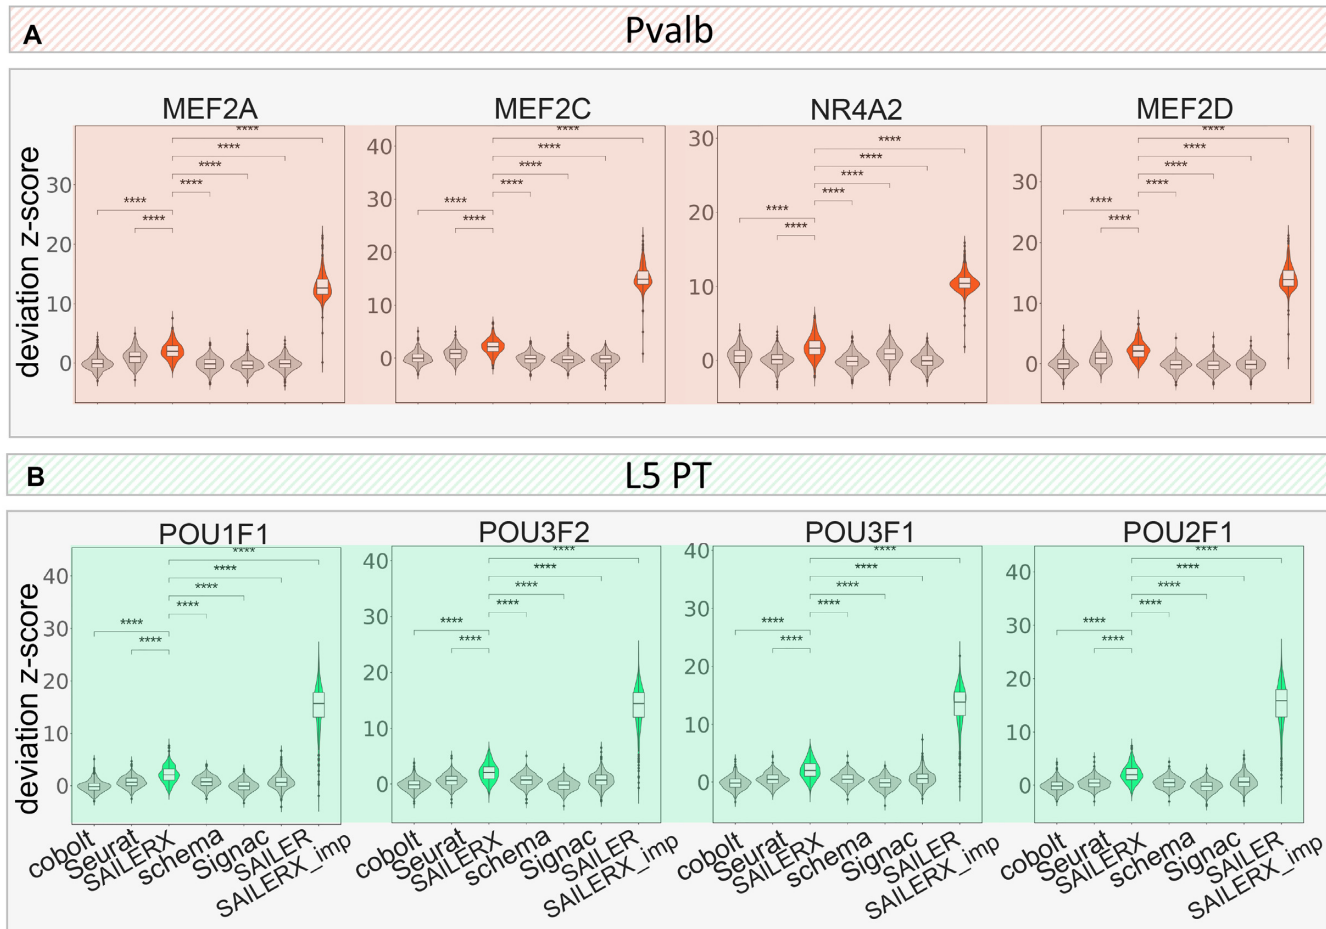 A Pvalb
MEF2A MEF2C NR4A2 MEF2D
deviation z-score
30 20 10 0
40 30 20 10 0
30 20 10 0
30 20 10 0
**** **** **** **** **** ****
**** **** **** **** **** ****
**** **** **** **** **** ****
**** **** **** **** **** ****
B L5 PT
POU1F1 POU3F2 POU3F1 POU2F1
deviation z-score
40 30 20 10 0
40 30 20 10 0
40 30 20 10 0
40 30 20 10 0
**** **** **** **** **** ****
**** **** **** **** **** ****
**** **** **** **** **** ****
**** **** **** **** **** ****
cobolt Seurat SAILERX schema Signac SAILER SAILERX_imp
cobolt Seurat SAILERX schema Signac SAILER SAILERX_imp
cobolt Seurat SAILERX schema Signac SAILER SAILERX_imp
cobolt Seurat SAILERX schema Signac SAILER SAILERX_imp